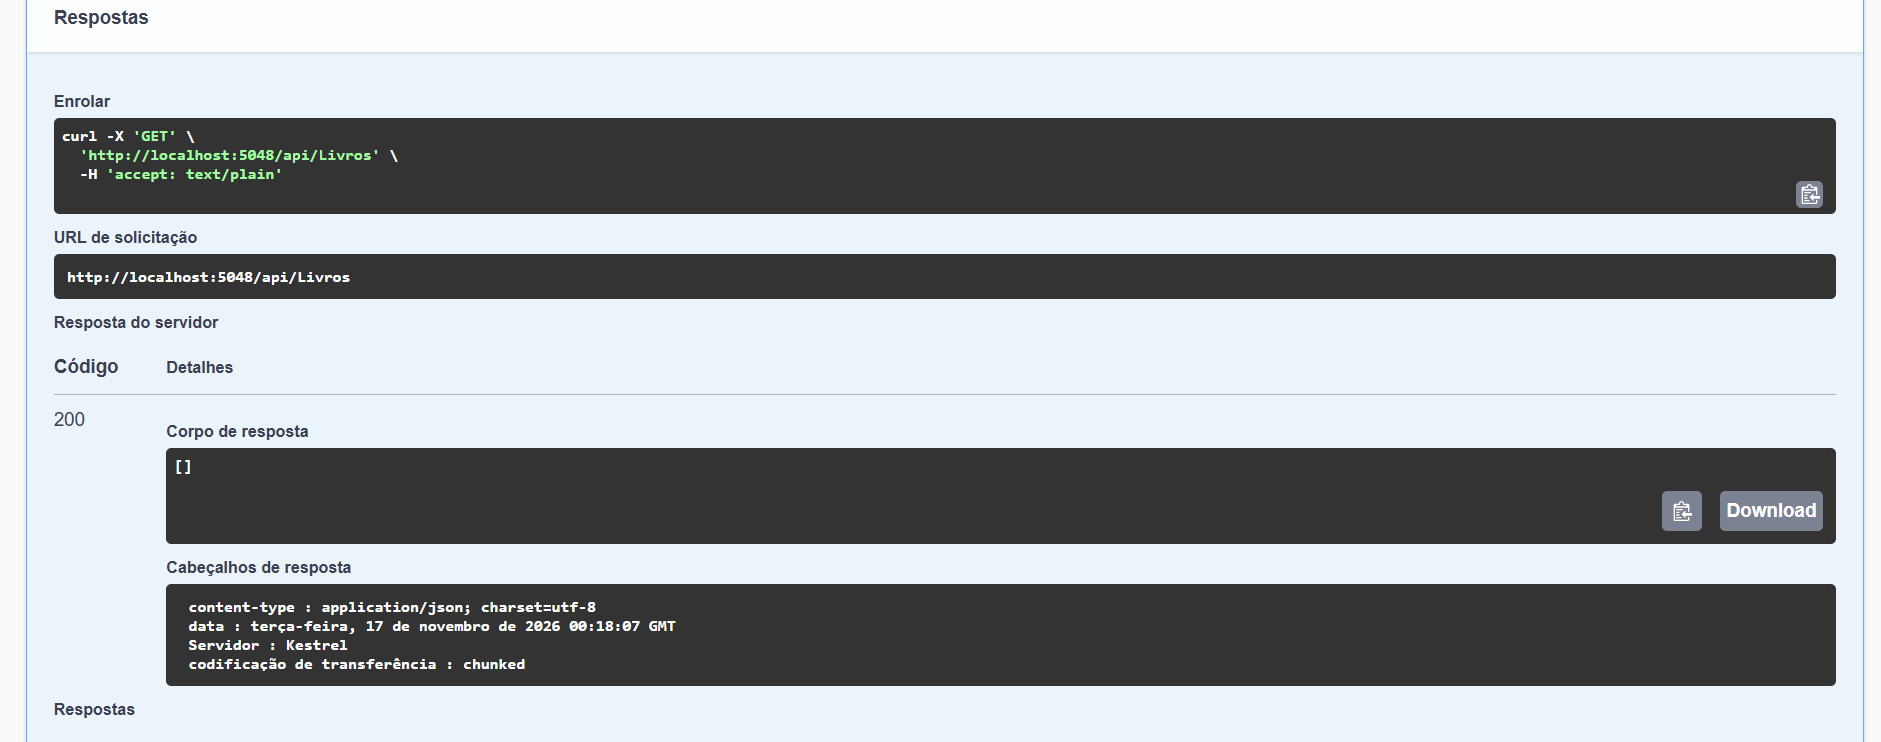 Respostas
Enrolar
curl -X 'GET' \
  'http://localhost:5048/api/Livros' \
  -H 'accept: text/plain'
URL de solicitação
http://localhost:5048/api/Livros
Resposta do servidor
Código Detalhes
200
Corpo de resposta
[]
Download
Cabeçalhos de resposta
content-type : application/json; charset=utf-8
data : terça-feira, 17 de novembro de 2026 00:18:07 GMT
Servidor : Kestrel
codificação de transferência : chunked
Respostas